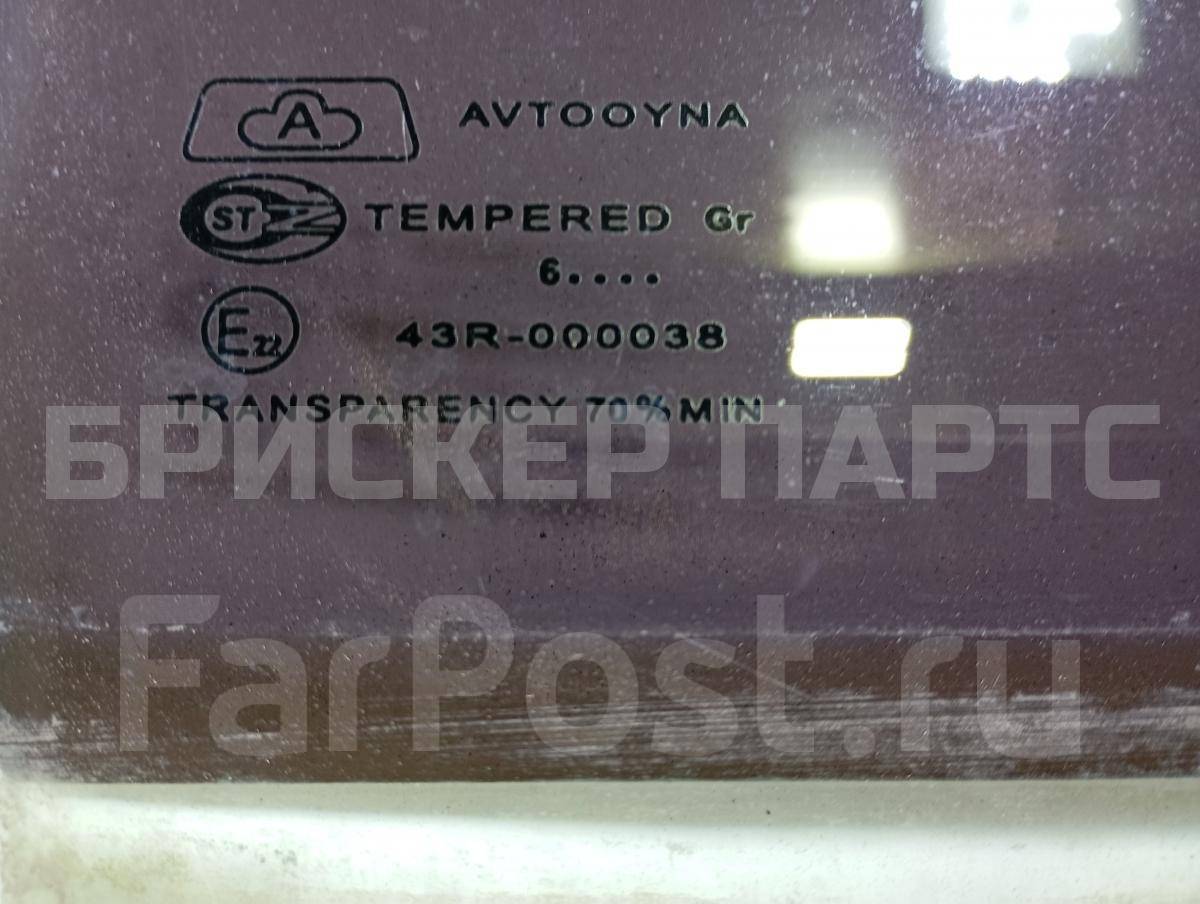 A AVTOOYNA
ST TEMPERED Gr
6....
E22 43R-000038
TRANSPARENCY 70% MIN
БРИСКЕР ПАРТС
FarPost.ru